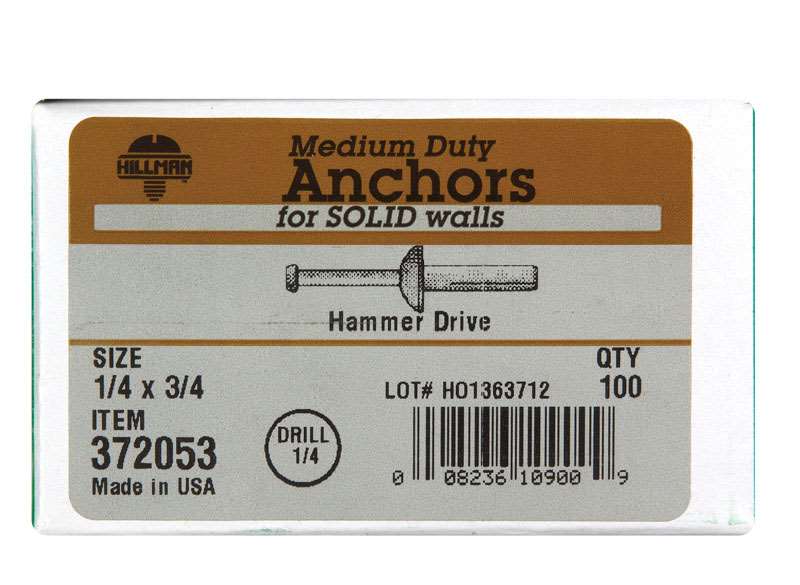 HILLMAN
Medium Duty
Anchors
for SOLID walls
Hammer Drive
SIZE
1/4 x 3/4
ITEM
372053
Made in USA
DRILL
1/4
QTY
100
LOT# HO1363712
0 08236 10900 9